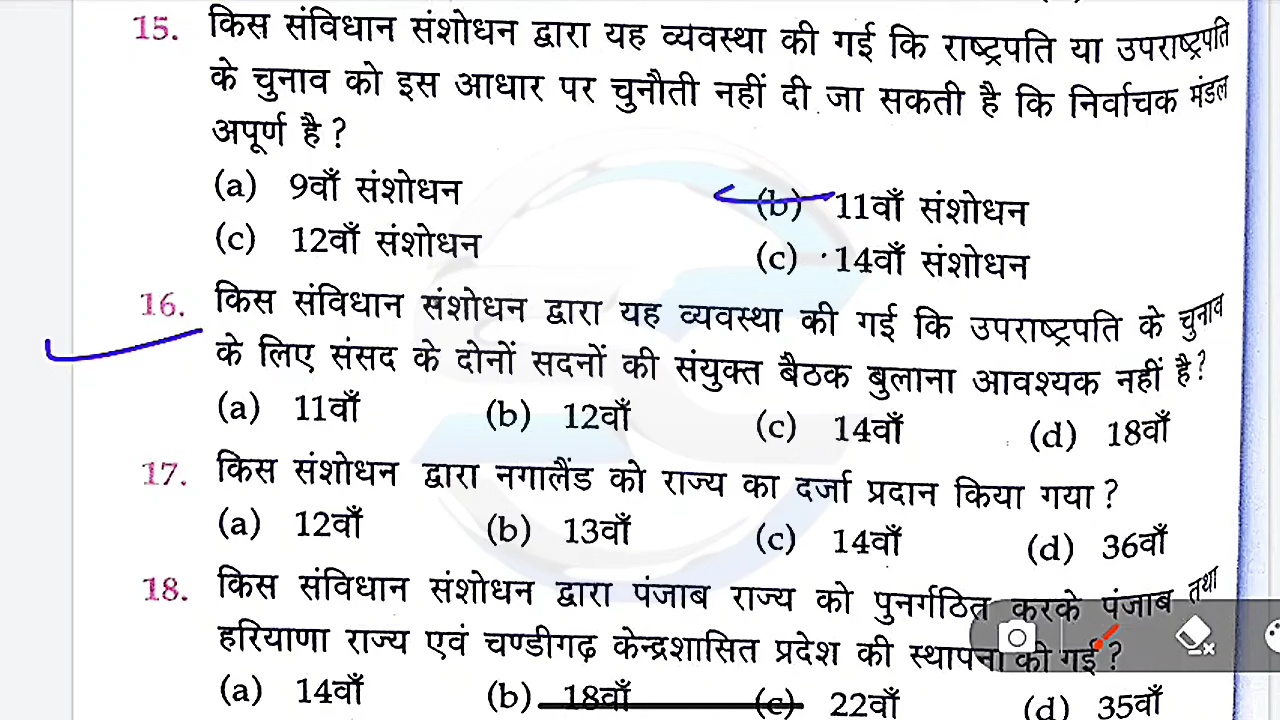 15. किस संविधान संशोधन द्वारा यह व्यवस्था की गई कि राष्ट्रपति या उपराष्ट्रपति
के चुनाव को इस आधार पर चुनौती नहीं दी जा सकती है कि निर्वाचक मंडल
अपूर्ण है ?
(a) 9वाँ संशोधन (b) 11वाँ संशोधन
(c) 12वाँ संशोधन (c) 14वाँ संशोधन
16. किस संविधान संशोधन द्वारा यह व्यवस्था की गई कि उपराष्ट्रपति के चुनाव
के लिए संसद के दोनों सदनों की संयुक्त बैठक बुलाना आवश्यक नहीं है ?
(a) 11वाँ (b) 12वाँ (c) 14वाँ (d) 18वाँ
17. किस संशोधन द्वारा नगालैंड को राज्य का दर्जा प्रदान किया गया ?
(a) 12वाँ (b) 13वाँ (c) 14वाँ (d) 36वाँ
18. किस संविधान संशोधन द्वारा पंजाब राज्य को पुनर्गठित करके पंजाब तथा
हरियाणा राज्य एवं चण्डीगढ़ केन्द्रशासित प्रदेश की स्थापना की गई ?
(a) 14वाँ (b) 18वाँ (c) 22वाँ (d) 35वाँ